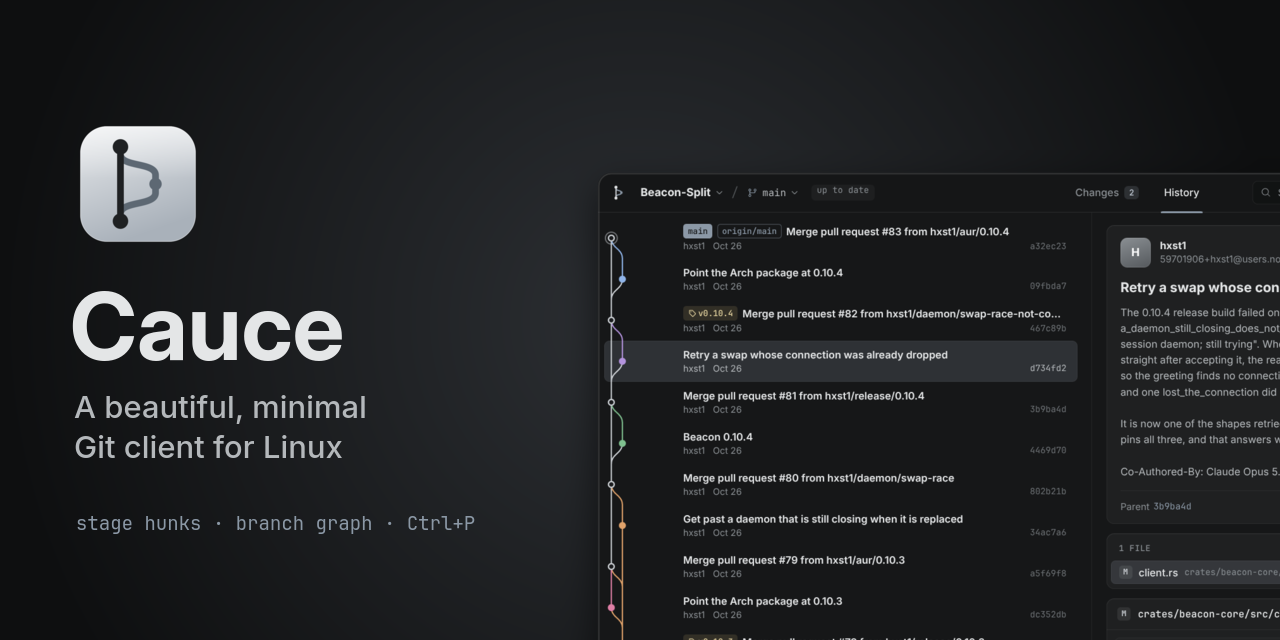 Cauce
A beautiful, minimal
Git client for Linux
stage hunks · branch graph · Ctrl+P
Beacon-Split / main up to date
Changes 2 History
main origin/main Merge pull request #83 from hxst1/aur/0.10.4
hxst1 Oct 26 a32ec23
Point the Arch package at 0.10.4
hxst1 Oct 26 09fbda7
v0.10.4 Merge pull request #82 from hxst1/daemon/swap-race-not-co…
hxst1 Oct 26 467c89b
Retry a swap whose connection was already dropped
hxst1 Oct 26 d734fd2
Merge pull request #81 from hxst1/release/0.10.4
hxst1 Oct 26 3b9ba4d
Beacon 0.10.4
hxst1 Oct 26 4469d70
Merge pull request #80 from hxst1/daemon/swap-race
hxst1 Oct 26 802b21b
Get past a daemon that is still closing when it is replaced
hxst1 Oct 26 34ac7a6
Merge pull request #79 from hxst1/aur/0.10.3
hxst1 Oct 26 a5f69f8
Point the Arch package at 0.10.3
hxst1 Oct 26 dc352db
H hxst1
59701906+hxst1@users.no
Retry a swap whose con
The 0.10.4 release build failed on
a_daemon_still_closing_does_not
session daemon; still trying". Whe
straight after accepting it, the rea
so the greeting finds no connecti
and one lost_the_connection did
It is now one of the shapes retrie
pins all three, and that answers w
Co-Authored-By: Claude Opus 5.
Parent 3b9ba4d
1 FILE
M client.rs crates/beacon-core/
M crates/beacon-core/src/c